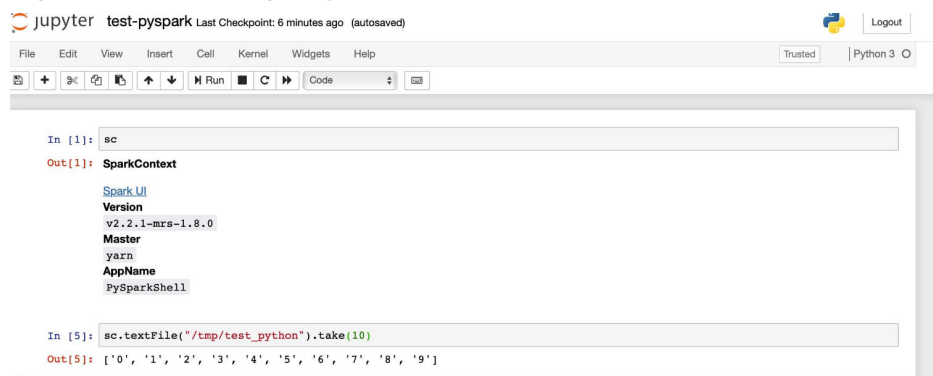 jupyter test-pyspark Last Checkpoint: 6 minutes ago (autosaved) Logout
File Edit View Insert Cell Kernel Widgets Help Trusted Python 3
Run Code
In [1]: sc
Out[1]: SparkContext
Spark UI
Version
v2.2.1-mrs-1.8.0
Master
yarn
AppName
PySparkShell
In [5]: sc.textFile("/tmp/test_python").take(10)
Out[5]: ['0', '1', '2', '3', '4', '5', '6', '7', '8', '9']